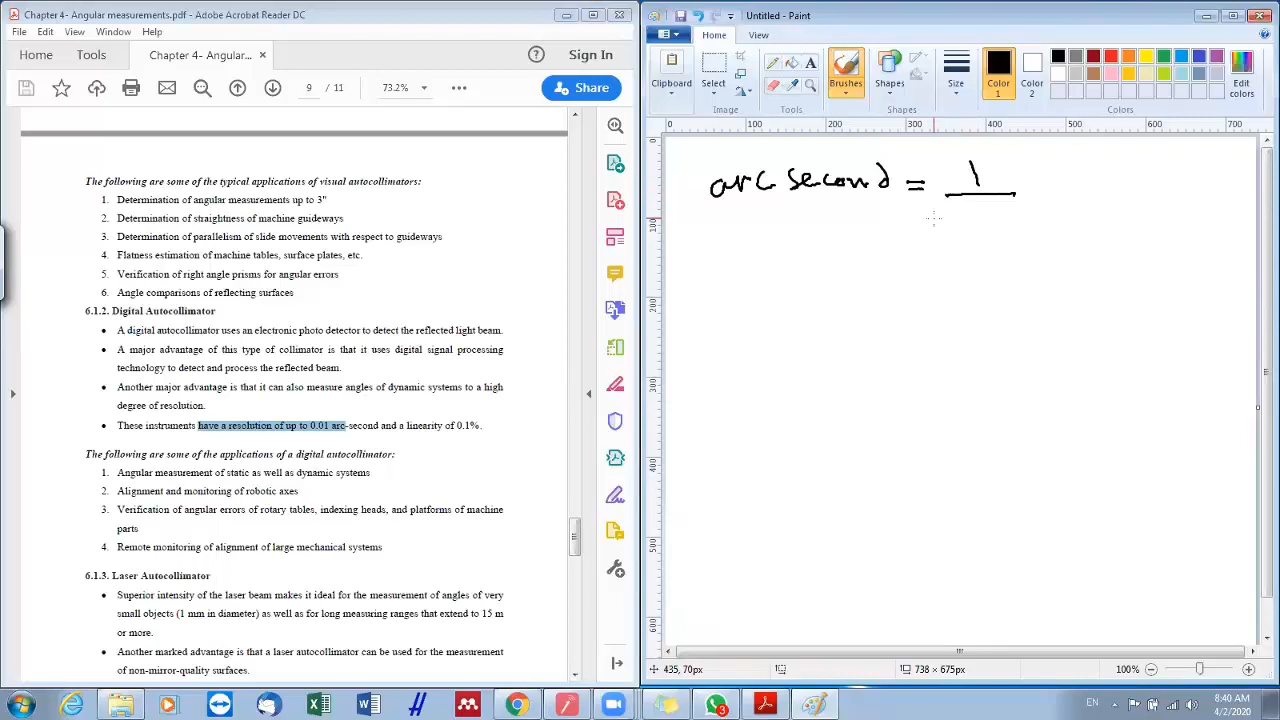 Chapter 4 - Angular measurements.pdf - Adobe Acrobat Reader DC
File Edit View Window Help
Home Tools Chapter 4- Angular... × Sign In
9 / 11 73.2% Share
The following are some of the typical applications of visual autocollimators:
1. Determination of angular measurements up to 3"
2. Determination of straightness of machine guideways
3. Determination of parallelism of slide movements with respect to guideways
4. Flatness estimation of machine tables, surface plates, etc.
5. Verification of right angle prisms for angular errors
6. Angle comparisons of reflecting surfaces
6.1.2. Digital Autocollimator
• A digital autocollimator uses an electronic photo detector to detect the reflected light beam.
• A major advantage of this type of collimator is that it uses digital signal processing
technology to detect and process the reflected beam.
• Another major advantage is that it can also measure angles of dynamic systems to a high
degree of resolution.
• These instruments have a resolution of up to 0.01 arc-second and a linearity of 0.1%.
The following are some of the applications of a digital autocollimator:
1. Angular measurement of static as well as dynamic systems
2. Alignment and monitoring of robotic axes
3. Verification of angular errors of rotary tables, indexing heads, and platforms of machine
parts
4. Remote monitoring of alignment of large mechanical systems
6.1.3. Laser Autocollimator
• Superior intensity of the laser beam makes it ideal for the measurement of angles of very
small objects (1 mm in diameter) as well as for long measuring ranges that extend to 15 m
or more.
• Another marked advantage is that a laser autocollimator can be used for the measurement
of non-mirror-quality surfaces.
Untitled - Paint
Home View
Clipboard Select Brushes Shapes Size Color 1 Color 2 Edit colors
Image Tools Shapes Colors
0 100 200 300 400 500 600 700
0
100
200
300
400
500
600
arc second = 1
435, 70px 738 × 675px 100%
EN 8:40 AM
4/2/2020